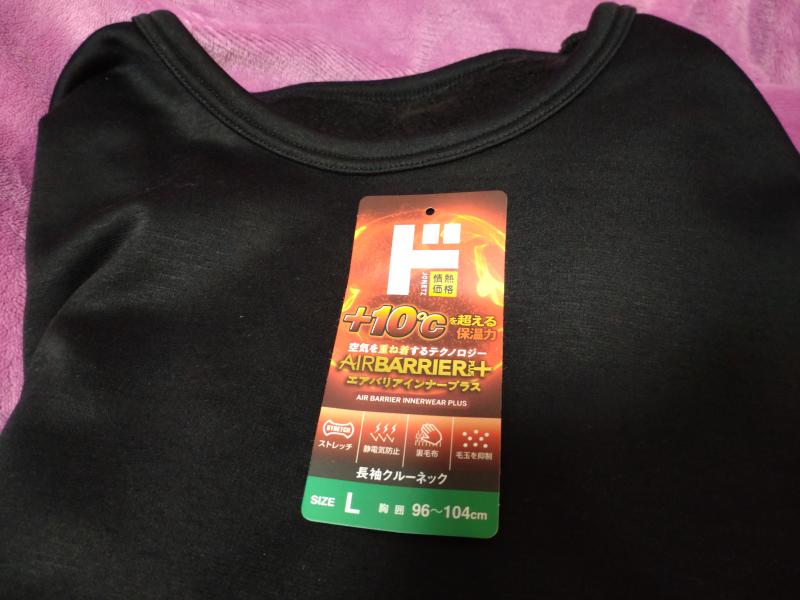 ド
JONETZ
情熱
価格
+10℃を超える
保温力
空気を重ね着するテクノロジー
AIRBARRIER PLUS+
エアバリアインナープラス
AIR BARRIER INNERWEAR PLUS
STRETCH
ストレッチ 静電気防止 裏毛布 毛玉を抑制
長袖クルーネック
SIZE L 胸囲 96~104cm